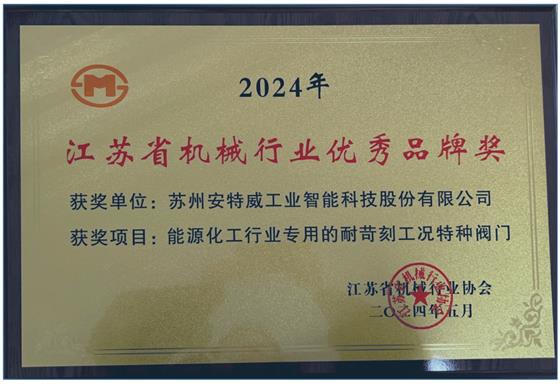 2024年
江苏省机械行业优秀品牌奖
获奖单位：苏州安特威工业智能科技股份有限公司
获奖项目：能源化工行业专用的耐苛刻工况特种阀门
江苏省机械行业协会
二〇二四年五月